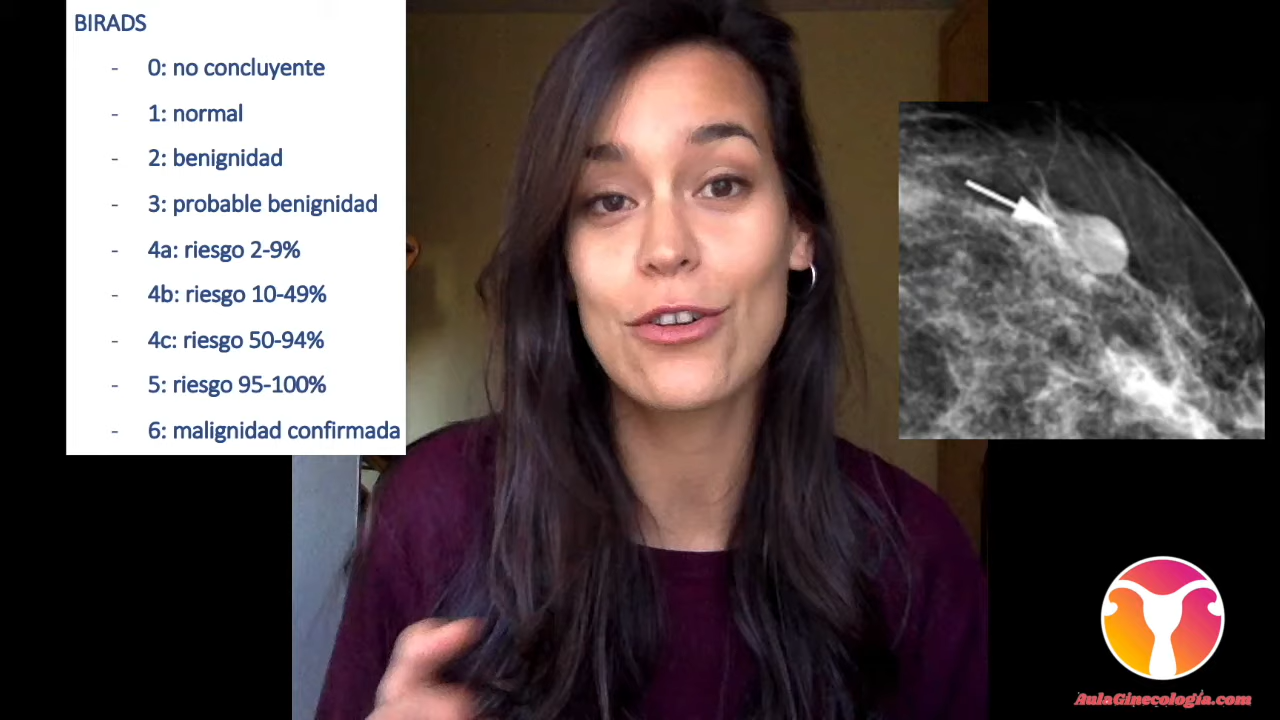 BIRADS
- 0: no concluyente
- 1: normal
- 2: benignidad
- 3: probable benignidad
- 4a: riesgo 2-9%
- 4b: riesgo 10-49%
- 4c: riesgo 50-94%
- 5: riesgo 95-100%
- 6: malignidad confirmada
AulaGinecología.com